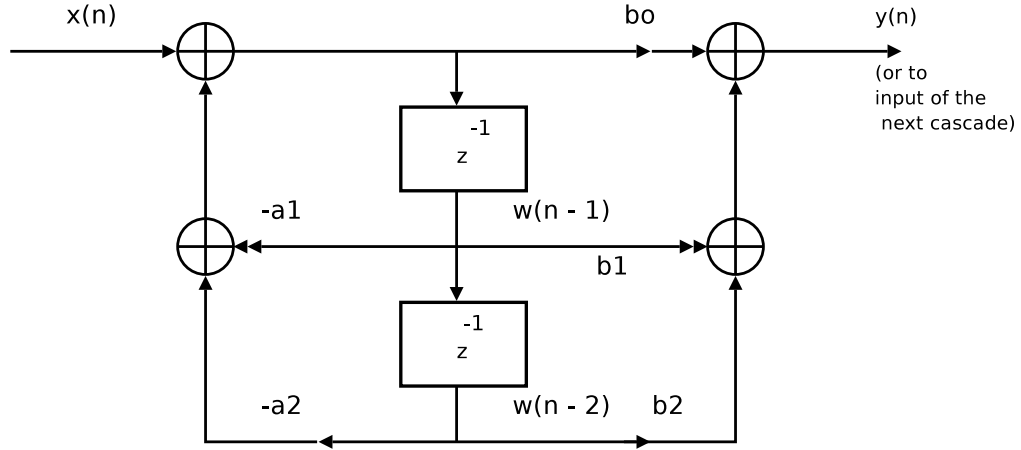 x(n)
bo
y(n)
(or to
input of the
next cascade)
-1
z
-a1
w(n - 1)
b1
-1
z
-a2
w(n - 2)
b2